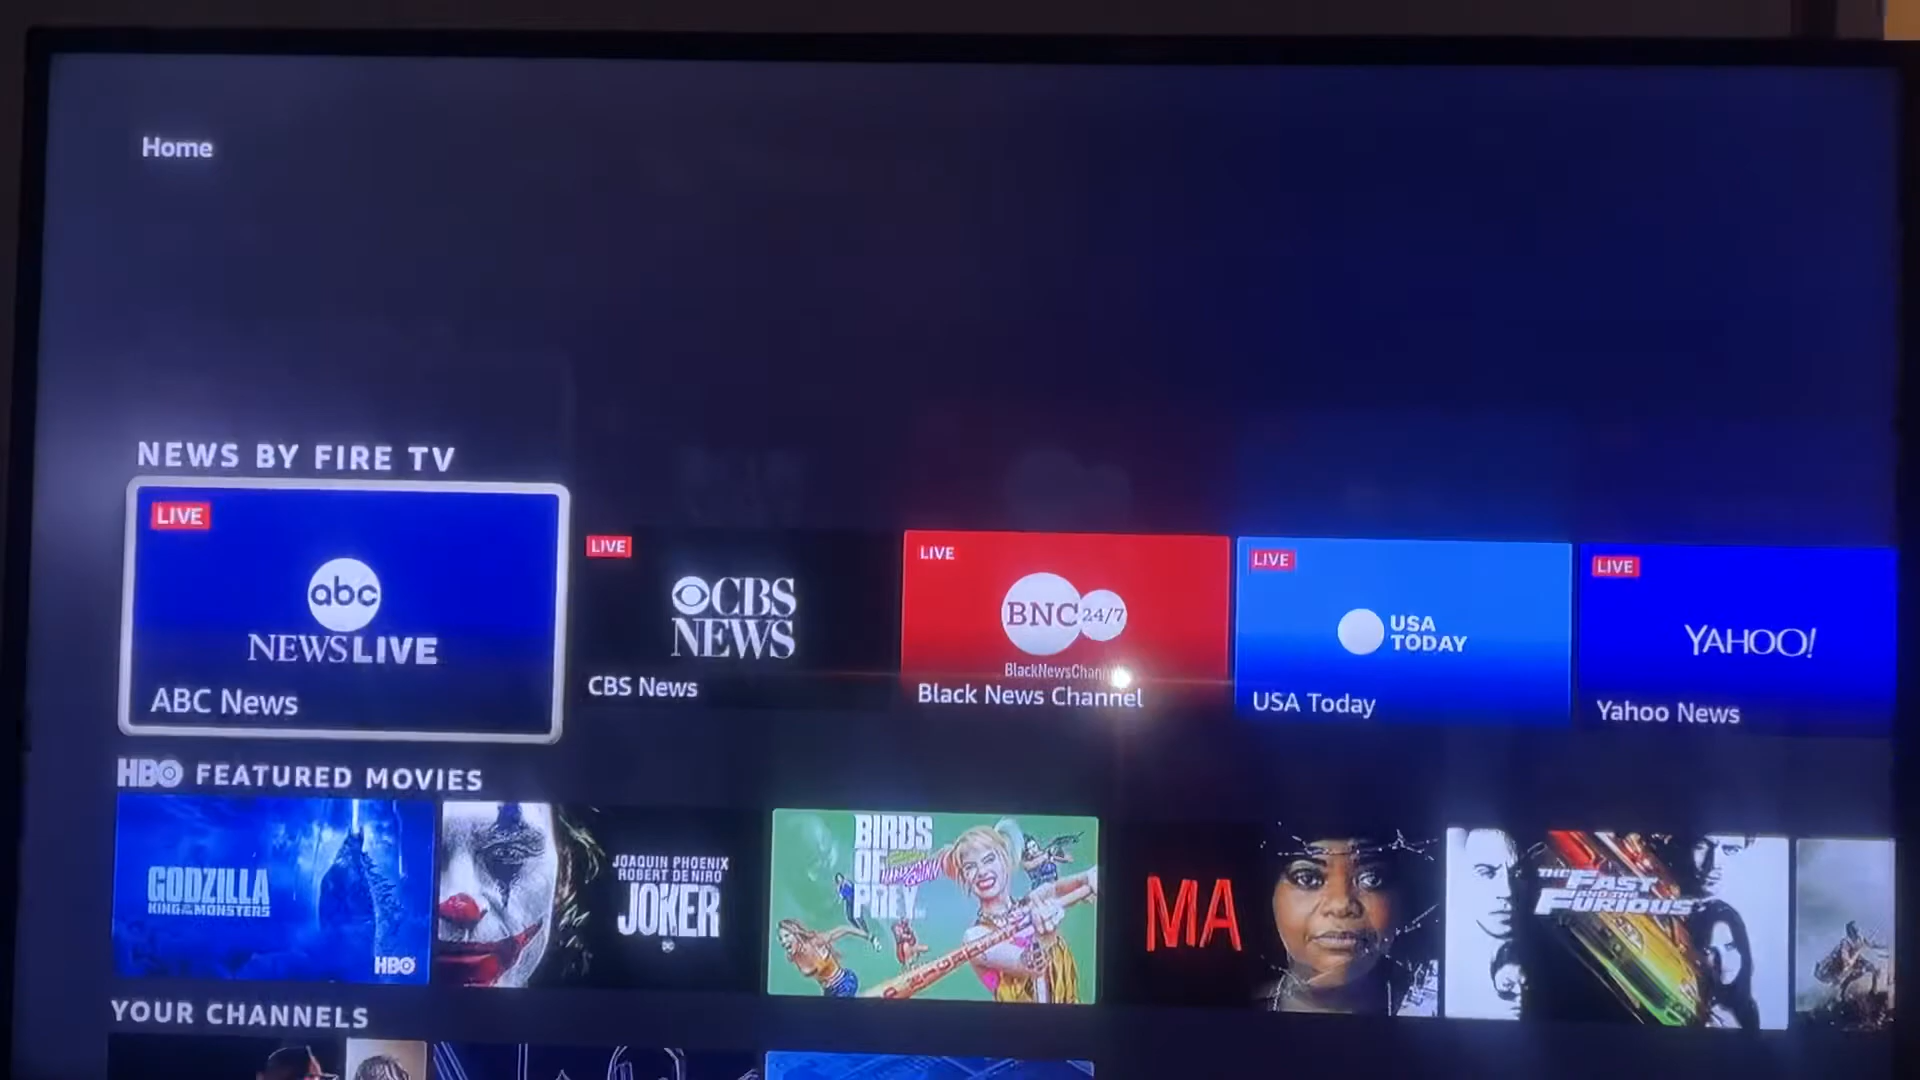 Home
NEWS BY FIRE TV
LIVE
abc
NEWSLIVE
ABC News
LIVE
CBS
NEWS
CBS News
LIVE
BNC 24/7
Black News Channel
LIVE
USA
TODAY
USA Today
LIVE
YAHOO!
Yahoo News
HBO FEATURED MOVIES
GODZILLA
KING OF THE MONSTERS
HBO
JOAQUIN PHOENIX
ROBERT DE NIRO
JOKER
BIRDS
OF
PREY
MA
THE FAST
AND THE
FURIOUS
YOUR CHANNELS